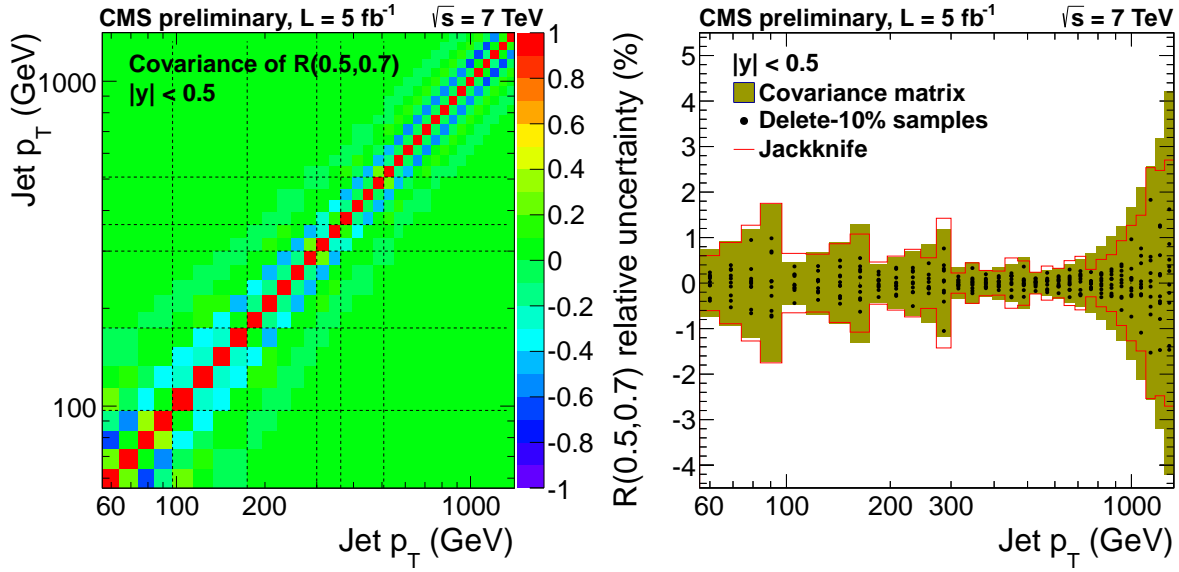 CMS preliminary, L = 5 fb⁻¹ √s = 7 TeV
Covariance of R(0.5,0.7)
|y| < 0.5
Jet p_T (GeV)
1000
100
60 100 200 1000
Jet p_T (GeV)
1
0.8
0.6
0.4
0.2
0
-0.2
-0.4
-0.6
-0.8
-1
CMS preliminary, L = 5 fb⁻¹ √s = 7 TeV
|y| < 0.5
Covariance matrix
Delete-10% samples
Jackknife
R(0.5,0.7) relative uncertainty (%)
5
4
3
2
1
0
-1
-2
-3
-4
60 100 200 300 1000
Jet p_T (GeV)